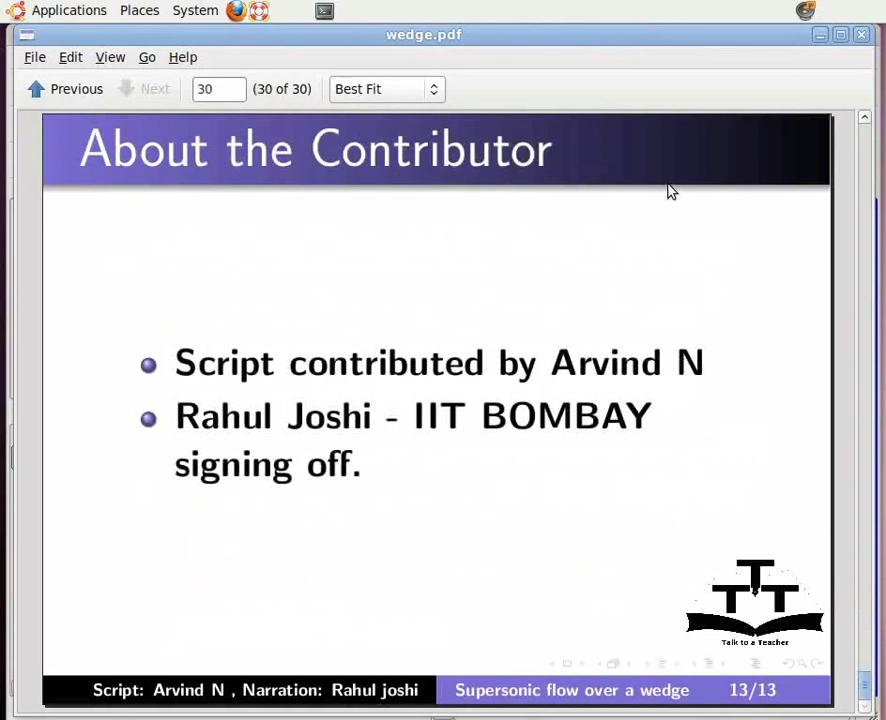 Applications Places System
wedge.pdf
File Edit View Go Help
Previous Next 30 (30 of 30) Best Fit
About the Contributor
Script contributed by Arvind N
Rahul Joshi - IIT BOMBAY
signing off.
T
T T
Talk to a Teacher
Script: Arvind N , Narration: Rahul joshi Supersonic flow over a wedge 13/13